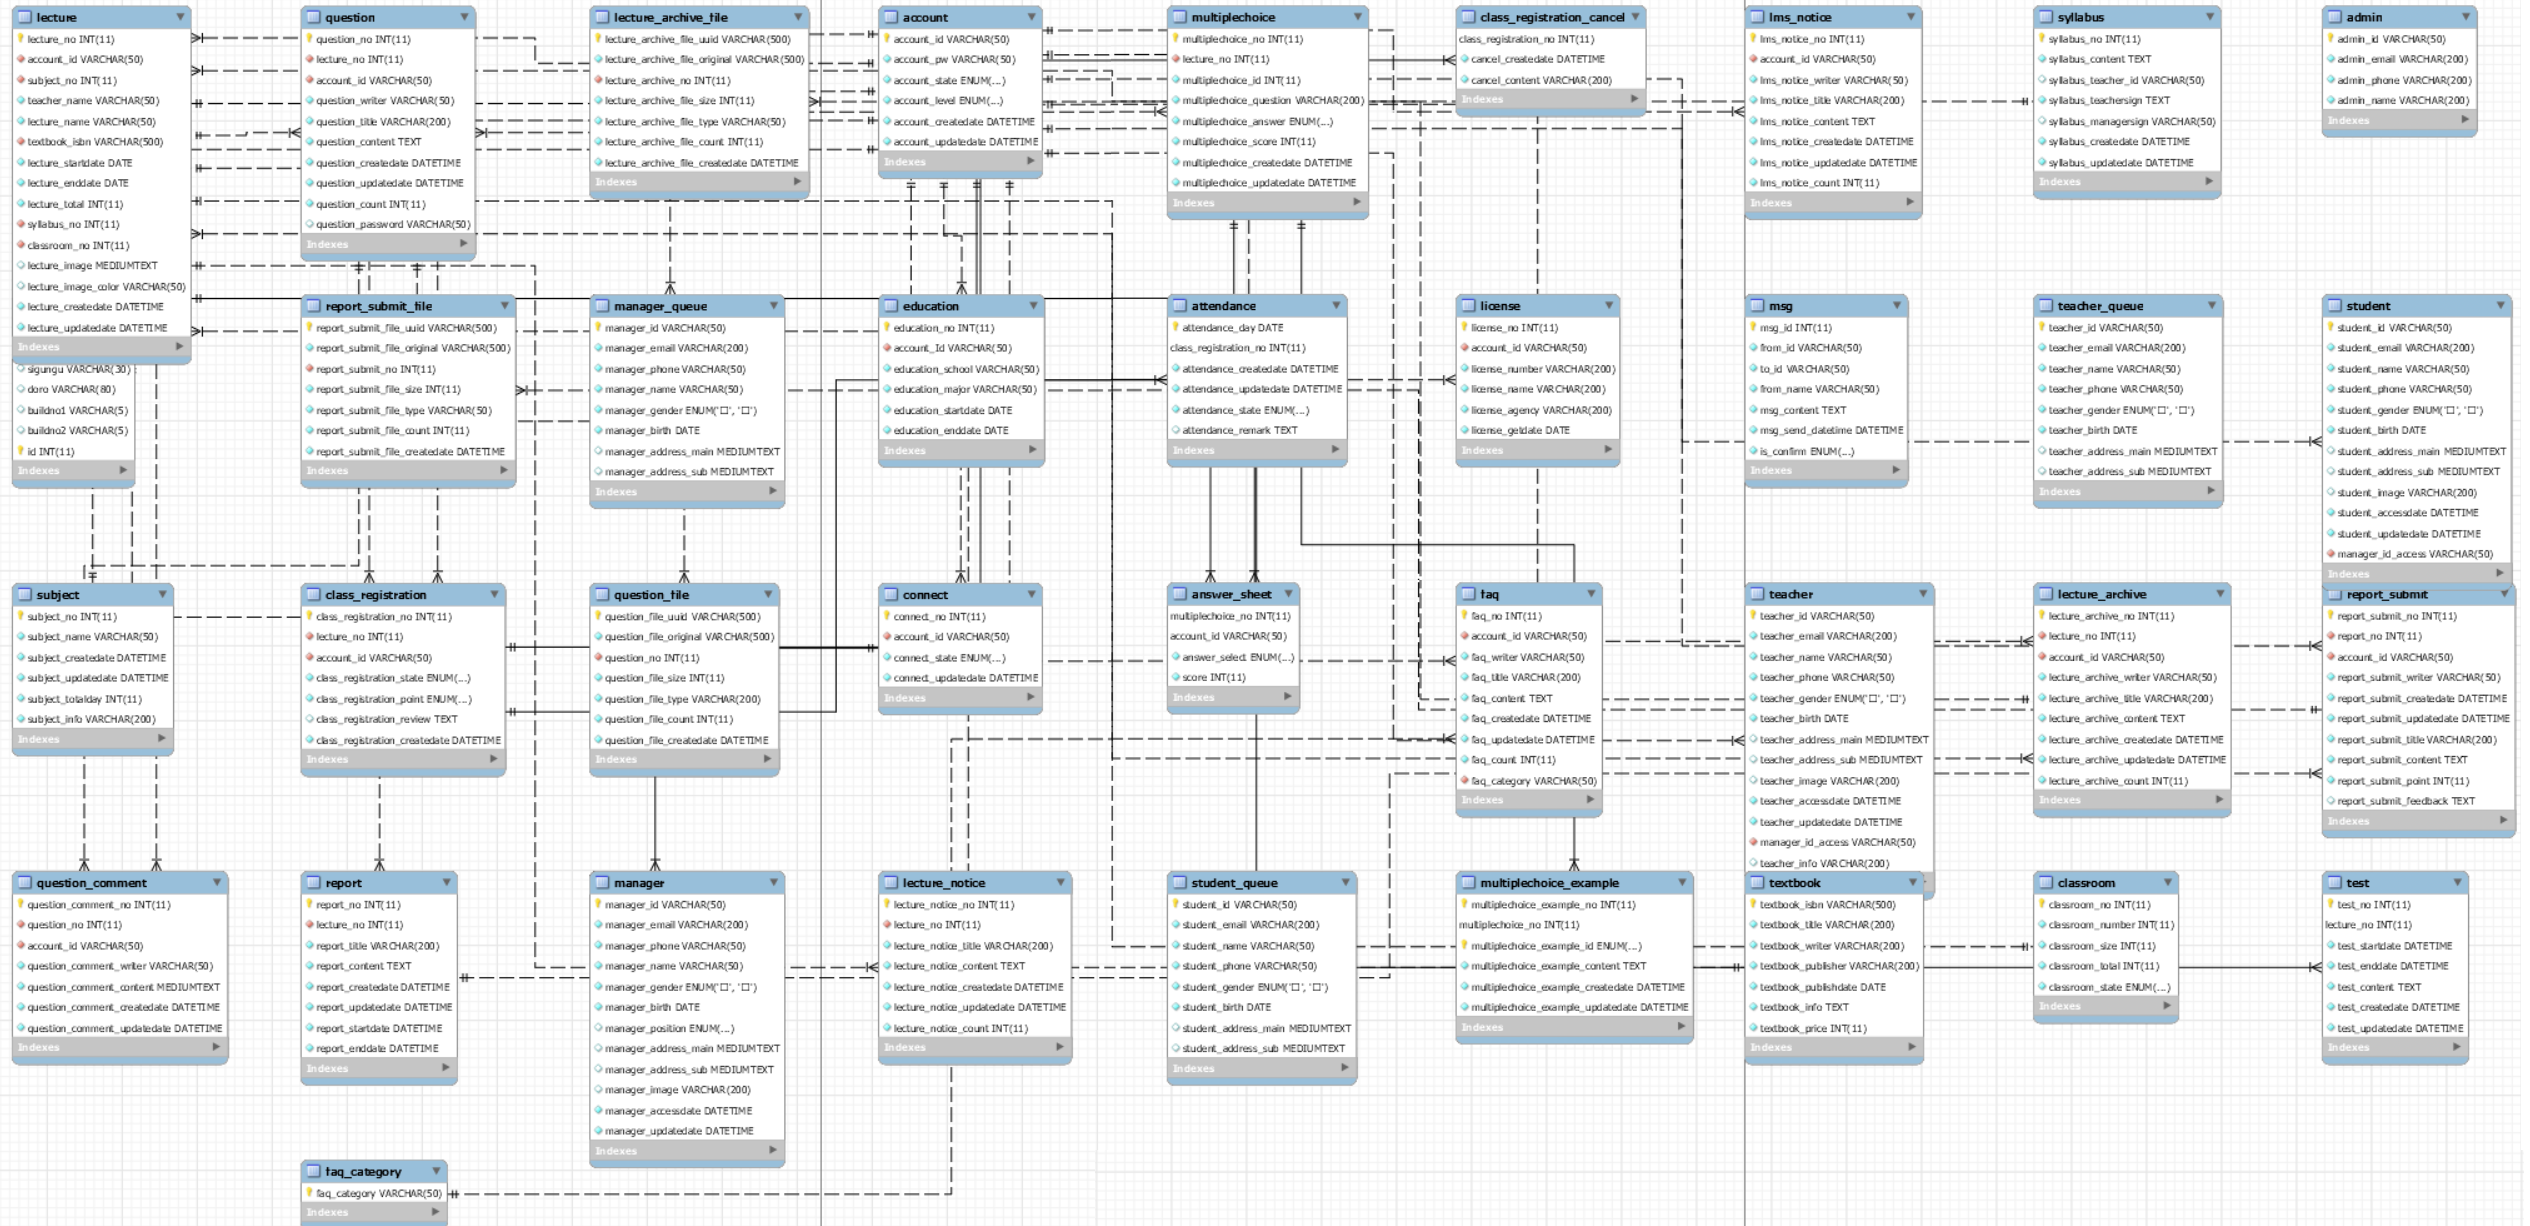 lecture
lecture_no INT(11)
account_id VARCHAR(50)
subject_no INT(11)
teacher_name VARCHAR(50)
lecture_name VARCHAR(50)
textbook_isbn VARCHAR(500)
lecture_startdate DATE
lecture_enddate DATE
lecture_total INT(11)
syllabus_no INT(11)
classroom_no INT(11)
lecture_image MEDIUMTEXT
lecture_image_color VARCHAR(50)
lecture_createdate DATETIME
lecture_updatedate DATETIME
Indexes
question
question_no INT(11)
lecture_no INT(11)
account_id VARCHAR(50)
question_writer VARCHAR(50)
question_title VARCHAR(200)
question_content TEXT
question_createdate DATETIME
question_updatedate DATETIME
question_count INT(11)
question_password VARCHAR(50)
Indexes
lecture_archive_file
lecture_archive_file_uuid VARCHAR(500)
lecture_archive_file_original VARCHAR(500)
lecture_archive_no INT(11)
lecture_archive_file_size INT(11)
lecture_archive_file_type VARCHAR(50)
lecture_archive_file_count INT(11)
lecture_archive_file_createdate DATETIME
Indexes
account
account_id VARCHAR(50)
account_pw VARCHAR(50)
account_state ENUM(...)
account_level ENUM(...)
account_createdate DATETIME
account_updatedate DATETIME
Indexes
multiplechoice
multiplechoice_no INT(11)
lecture_no INT(11)
multiplechoice_id INT(11)
multiplechoice_question VARCHAR(200)
multiplechoice_answer ENUM(...)
multiplechoice_score INT(11)
multiplechoice_createdate DATETIME
multiplechoice_updatedate DATETIME
Indexes
class_registration_cancel
class_registration_no INT(11)
cancel_createdate DATETIME
cancel_content VARCHAR(200)
Indexes
lms_notice
lms_notice_no INT(11)
account_id VARCHAR(50)
lms_notice_writer VARCHAR(50)
lms_notice_title VARCHAR(200)
lms_notice_content TEXT
lms_notice_createdate DATETIME
lms_notice_updatedate DATETIME
lms_notice_count INT(11)
Indexes
syllabus
syllabus_no INT(11)
syllabus_content TEXT
syllabus_teacher_id VARCHAR(50)
syllabus_teachersign TEXT
syllabus_managersign VARCHAR(50)
syllabus_createdate DATETIME
syllabus_updatedate DATETIME
Indexes
admin
admin_id VARCHAR(50)
admin_email VARCHAR(200)
admin_phone VARCHAR(200)
admin_name VARCHAR(200)
Indexes
sigungu VARCHAR(30)
doro VARCHAR(80)
buildno1 VARCHAR(5)
buildno2 VARCHAR(5)
id INT(11)
Indexes
report_submit_file
report_submit_file_uuid VARCHAR(500)
report_submit_file_original VARCHAR(500)
report_submit_no INT(11)
report_submit_file_size INT(11)
report_submit_file_type VARCHAR(50)
report_submit_file_count INT(11)
report_submit_file_createdate DATETIME
Indexes
manager_queue
manager_id VARCHAR(50)
manager_email VARCHAR(200)
manager_phone VARCHAR(50)
manager_name VARCHAR(50)
manager_gender ENUM('□', '□')
manager_birth DATE
manager_address_main MEDIUMTEXT
manager_address_sub MEDIUMTEXT
Indexes
education
education_no INT(11)
account_Id VARCHAR(50)
education_school VARCHAR(50)
education_major VARCHAR(50)
education_startdate DATE
education_enddate DATE
Indexes
attendance
attendance_day DATE
class_registration_no INT(11)
attendance_createdate DATETIME
attendance_updatedate DATETIME
attendance_state ENUM(...)
attendance_remark TEXT
Indexes
license
license_no INT(11)
account_id VARCHAR(50)
license_number VARCHAR(200)
license_name VARCHAR(200)
license_agency VARCHAR(200)
license_getdate DATE
Indexes
msg
msg_id INT(11)
from_id VARCHAR(50)
to_id VARCHAR(50)
from_name VARCHAR(50)
msg_content TEXT
msg_send_datetime DATETIME
is_confirm ENUM(...)
Indexes
teacher_queue
teacher_id VARCHAR(50)
teacher_email VARCHAR(200)
teacher_name VARCHAR(50)
teacher_phone VARCHAR(50)
teacher_gender ENUM('□', '□')
teacher_birth DATE
teacher_address_main MEDIUMTEXT
teacher_address_sub MEDIUMTEXT
Indexes
student
student_id VARCHAR(50)
student_email VARCHAR(200)
student_name VARCHAR(50)
student_phone VARCHAR(50)
student_gender ENUM('□', '□')
student_birth DATE
student_address_main MEDIUMTEXT
student_address_sub MEDIUMTEXT
student_image VARCHAR(200)
student_accessdate DATETIME
student_updatedate DATETIME
manager_id_access VARCHAR(50)
Indexes
subject
subject_no INT(11)
subject_name VARCHAR(50)
subject_createdate DATETIME
subject_updatedate DATETIME
subject_totalday INT(11)
subject_info VARCHAR(200)
Indexes
class_registration
class_registration_no INT(11)
lecture_no INT(11)
account_id VARCHAR(50)
class_registration_state ENUM(...)
class_registration_point ENUM(...)
class_registration_review TEXT
class_registration_createdate DATETIME
Indexes
question_file
question_file_uuid VARCHAR(500)
question_file_original VARCHAR(500)
question_no INT(11)
question_file_size INT(11)
question_file_type VARCHAR(200)
question_file_count INT(11)
question_file_createdate DATETIME
Indexes
connect
connect_no INT(11)
account_id VARCHAR(50)
connect_state ENUM(...)
connect_updatedate DATETIME
Indexes
answer_sheet
multiplechoice_no INT(11)
account_id VARCHAR(50)
answer_select ENUM(...)
score INT(11)
Indexes
faq
faq_no INT(11)
account_id VARCHAR(50)
faq_writer VARCHAR(50)
faq_title VARCHAR(200)
faq_content TEXT
faq_createdate DATETIME
faq_updatedate DATETIME
faq_count INT(11)
faq_category VARCHAR(50)
Indexes
teacher
teacher_id VARCHAR(50)
teacher_email VARCHAR(200)
teacher_name VARCHAR(50)
teacher_phone VARCHAR(50)
teacher_gender ENUM('□', '□')
teacher_birth DATE
teacher_address_main MEDIUMTEXT
teacher_address_sub MEDIUMTEXT
teacher_image VARCHAR(200)
teacher_accessdate DATETIME
teacher_updatedate DATETIME
manager_id_access VARCHAR(50)
teacher_info VARCHAR(200)
lecture_archive
lecture_archive_no INT(11)
lecture_no INT(11)
account_id VARCHAR(50)
lecture_archive_writer VARCHAR(50)
lecture_archive_title VARCHAR(200)
lecture_archive_content TEXT
lecture_archive_createdate DATETIME
lecture_archive_updatedate DATETIME
lecture_archive_count INT(11)
Indexes
report_submit
report_submit_no INT(11)
report_no INT(11)
account_id VARCHAR(50)
report_submit_writer VARCHAR(50)
report_submit_createdate DATETIME
report_submit_updatedate DATETIME
report_submit_title VARCHAR(200)
report_submit_content TEXT
report_submit_point INT(11)
report_submit_feedback TEXT
Indexes
question_comment
question_comment_no INT(11)
question_no INT(11)
account_id VARCHAR(50)
question_comment_writer VARCHAR(50)
question_comment_content MEDIUMTEXT
question_comment_createdate DATETIME
question_comment_updatedate DATETIME
Indexes
report
report_no INT(11)
lecture_no INT(11)
report_title VARCHAR(200)
report_content TEXT
report_createdate DATETIME
report_updatedate DATETIME
report_startdate DATETIME
report_enddate DATETIME
Indexes
manager
manager_id VARCHAR(50)
manager_email VARCHAR(200)
manager_phone VARCHAR(50)
manager_name VARCHAR(50)
manager_gender ENUM('□', '□')
manager_birth DATE
manager_position ENUM(...)
manager_address_main MEDIUMTEXT
manager_address_sub MEDIUMTEXT
manager_image VARCHAR(200)
manager_accessdate DATETIME
manager_updatedate DATETIME
Indexes
lecture_notice
lecture_notice_no INT(11)
lecture_no INT(11)
lecture_notice_title VARCHAR(200)
lecture_notice_content TEXT
lecture_notice_createdate DATETIME
lecture_notice_updatedate DATETIME
lecture_notice_count INT(11)
Indexes
student_queue
student_id VARCHAR(50)
student_email VARCHAR(200)
student_name VARCHAR(50)
student_phone VARCHAR(50)
student_gender ENUM('□', '□')
student_birth DATE
student_address_main MEDIUMTEXT
student_address_sub MEDIUMTEXT
Indexes
multiplechoice_example
multiplechoice_example_no INT(11)
multiplechoice_no INT(11)
multiplechoice_example_id ENUM(...)
multiplechoice_example_content TEXT
multiplechoice_example_createdate DATETIME
multiplechoice_example_updatedate DATETIME
Indexes
textbook
textbook_isbn VARCHAR(500)
textbook_title VARCHAR(200)
textbook_writer VARCHAR(200)
textbook_publisher VARCHAR(200)
textbook_publishdate DATE
textbook_info TEXT
textbook_price INT(11)
Indexes
classroom
classroom_no INT(11)
classroom_number INT(11)
classroom_size INT(11)
classroom_total INT(11)
classroom_state ENUM(...)
Indexes
test
test_no INT(11)
lecture_no INT(11)
test_startdate DATETIME
test_enddate DATETIME
test_content TEXT
test_createdate DATETIME
test_updatedate DATETIME
Indexes
faq_category
faq_category VARCHAR(50)
Indexes